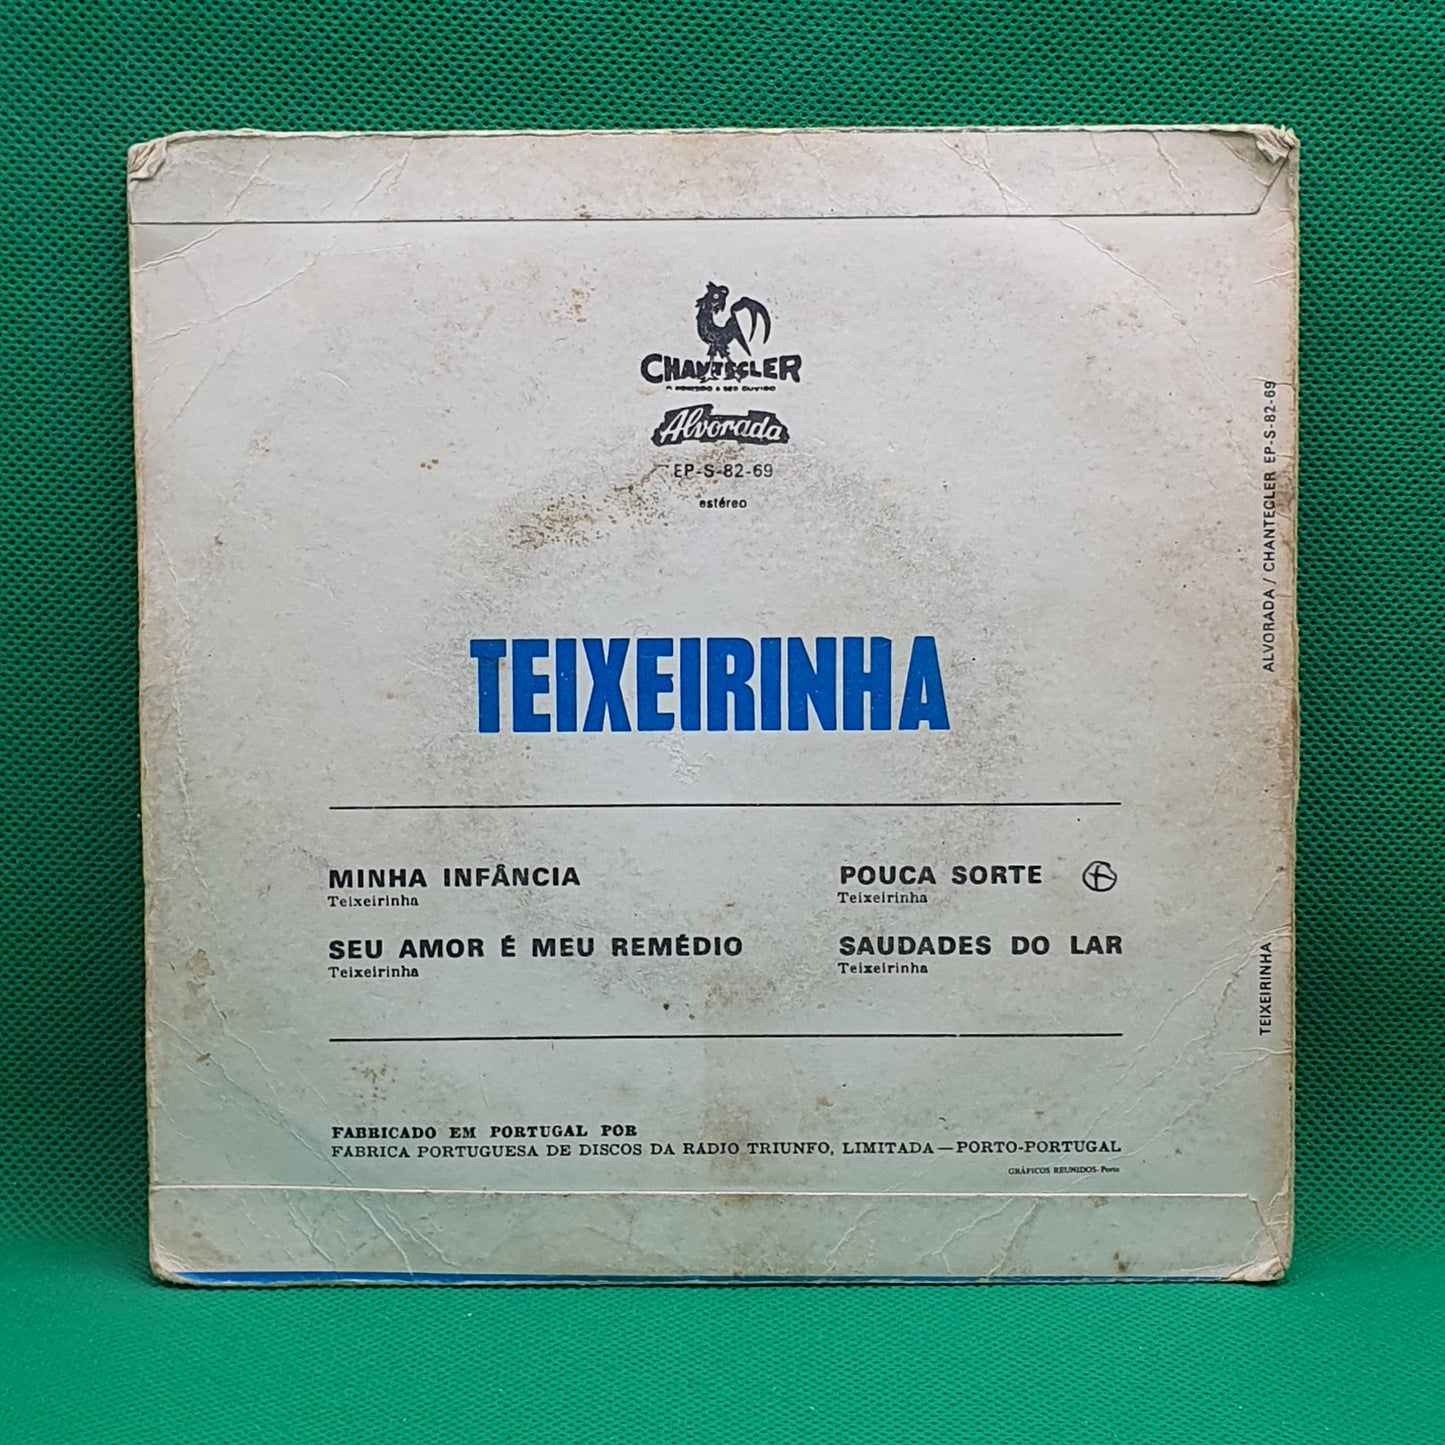 CHANTECLER
Alvorada
EP-S-82-69
estéreo
TEIXEIRINHA
MINHA INFÂNCIA
Teixeirinha
SEU AMOR É MEU REMÉDIO
Teixeirinha
POUCA SORTE
Teixeirinha
SAUDADES DO LAR
Teixeirinha
FABRICADO EM PORTUGAL POR
FÁBRICA PORTUGUESA DE DISCOS DA RÁDIO TRIUNFO, LIMITADA — PORTO-PORTUGAL
GRÁFICOS REUNIDOS-Porto
ALVORADA / CHANTECLER EP-S-82-69
TEIXEIRINHA